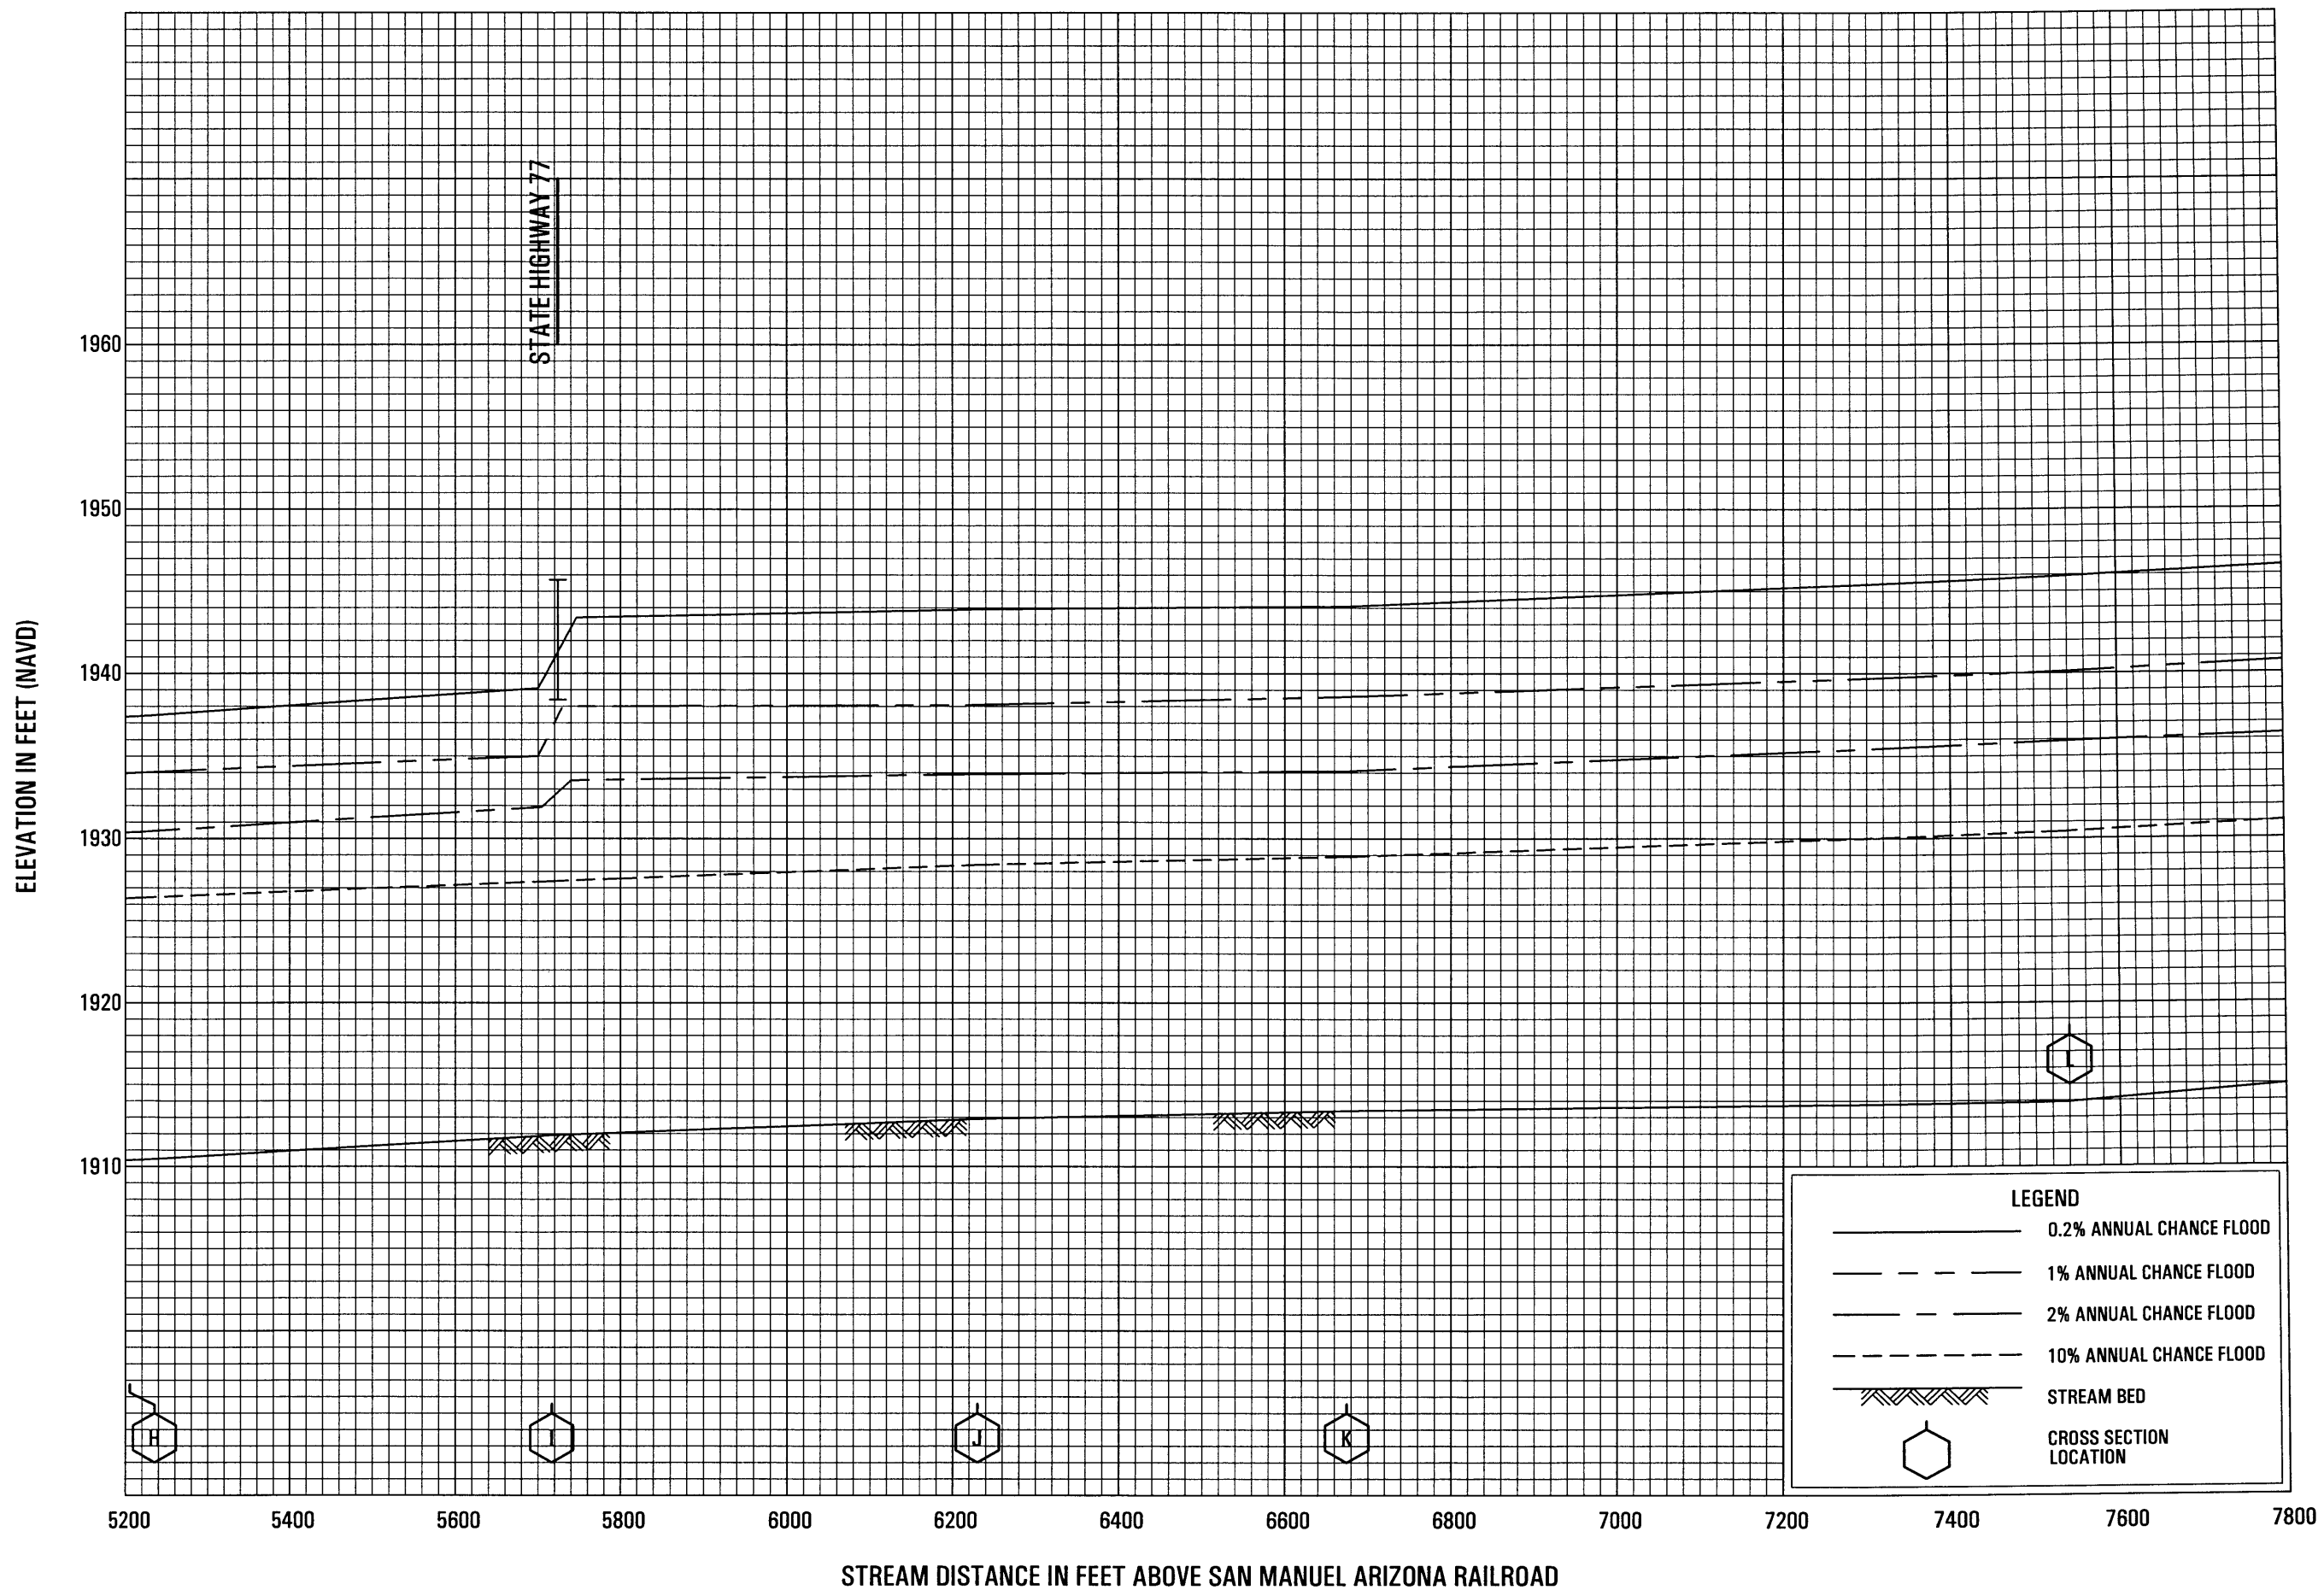 STATE HIGHWAY 77
ELEVATION IN FEET (NAVD)
1960
1950
1940
1930
1920
1910
H
I
J
K
L
LEGEND
0.2% ANNUAL CHANCE FLOOD
1% ANNUAL CHANCE FLOOD
2% ANNUAL CHANCE FLOOD
10% ANNUAL CHANCE FLOOD
STREAM BED
CROSS SECTION
LOCATION
5200 5400 5600 5800 6000 6200 6400 6600 6800 7000 7200 7400 7600 7800
STREAM DISTANCE IN FEET ABOVE SAN MANUEL ARIZONA RAILROAD